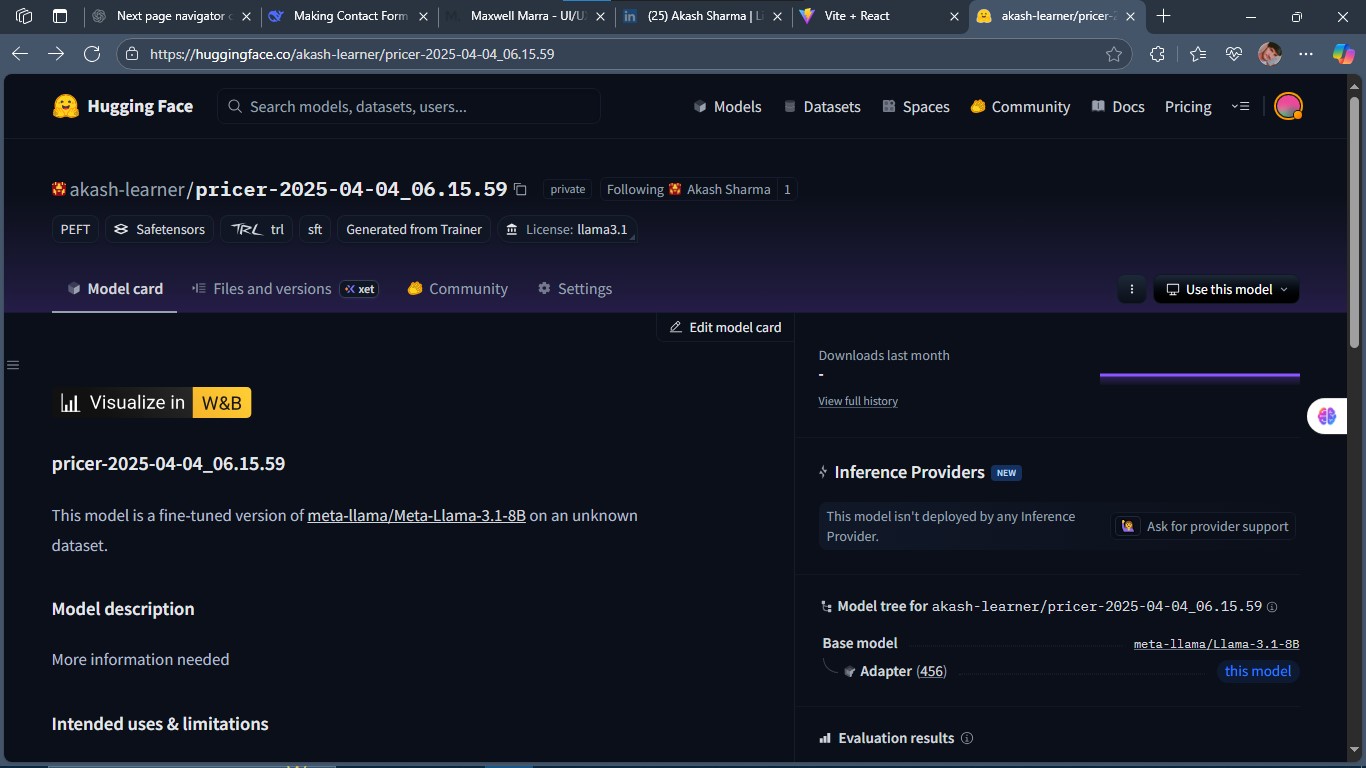 Next page navigator
Making Contact Form
Maxwell Marra - UI/U
(25) Akash Sharma | L
Vite + React
akash-learner/pricer-2
https://huggingface.co/akash-learner/pricer-2025-04-04_06.15.59
Hugging Face
Search models, datasets, users...
Models
Datasets
Spaces
Community
Docs
Pricing
akash-learner/pricer-2025-04-04_06.15.59
private
Following Akash Sharma 1
PEFT
Safetensors
TRL trl
sft
Generated from Trainer
License: llama3.1
Model card
Files and versions xet
Community
Settings
Use this model
Edit model card
Visualize in W&B
pricer-2025-04-04_06.15.59
This model is a fine-tuned version of meta-llama/Meta-Llama-3.1-8B on an unknown
dataset.
Model description
More information needed
Intended uses & limitations
Downloads last month
-
View full history
Inference Providers NEW
This model isn't deployed by any Inference
Provider.
Ask for provider support
Model tree for akash-learner/pricer-2025-04-04_06.15.59
Base model
meta-llama/Llama-3.1-8B
Adapter (456)
this model
Evaluation results